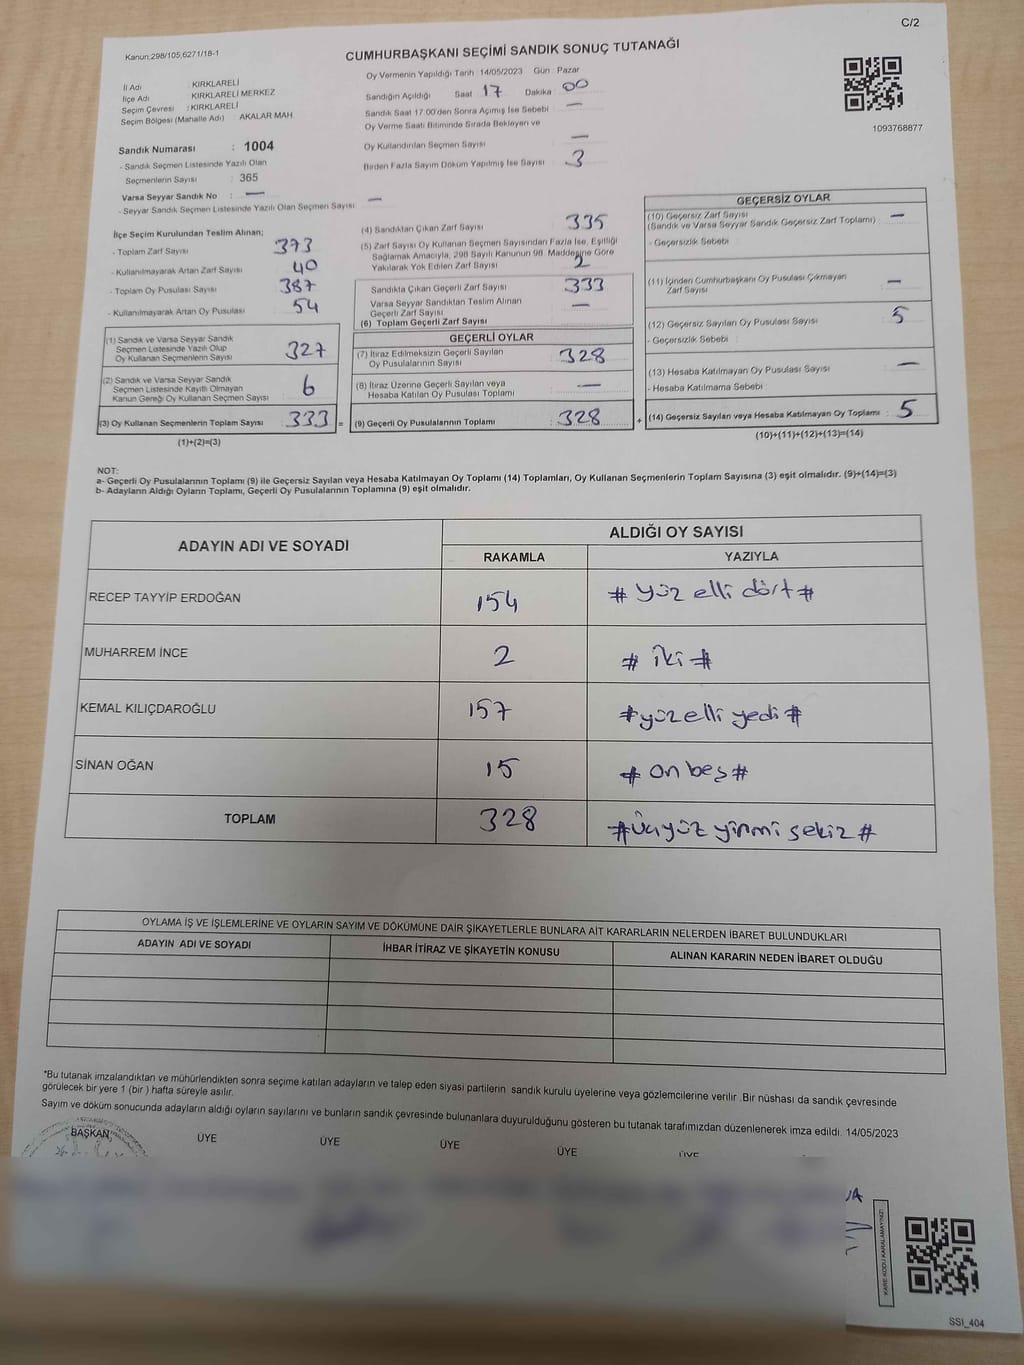 C/2
Kanun:298/105,6271/18-1
CUMHURBAŞKANI SEÇİMİ SANDIK SONUÇ TUTANAĞI
1093768877
İl Adı : KIRKLARELİ
İlçe Adı : KIRKLARELİ MERKEZ
Seçim Çevresi : KIRKLARELİ
Seçim Bölgesi (Mahalle Adı) : AKALAR MAH.
Sandık Numarası : 1004
- Sandık Seçmen Listesinde Yazılı Olan
Seçmenlerin Sayısı : 365
Varsa Seyyar Sandık No : —
- Seyyar Sandık Seçmen Listesinde Yazılı Olan Seçmen Sayısı : —
Oy Vermenin Yapıldığı Tarih : 14/05/2023 Gün : Pazar
Sandığın Açıldığı Saat : 17 Dakika : 00
Sandık Saat 17:00'den Sonra Açılmış İse Sebebi : —
Oy Verme Saati Bitiminde Sırada Bekleyen ve
Oy Kullandırılan Seçmen Sayısı : —
Birden Fazla Sayım Döküm Yapılmış İse Sayısı : 3
İlçe Seçim Kurulundan Teslim Alınan;
- Toplam Zarf Sayısı : 373
- Kullanılmayarak Artan Zarf Sayısı : 40
- Toplam Oy Pusulası Sayısı : 387
- Kullanılmayarak Artan Oy Pusulası : 54
(1) Sandık ve Varsa Seyyar Sandık
Seçmen Listesinde Yazılı Olup
Oy Kullanan Seçmenlerin Sayısı : 327
(2) Sandık ve Varsa Seyyar Sandık
Seçmen Listesinde Kayıtlı Olmayan
Kanun Gereği Oy Kullanan Seçmen Sayısı : 6
(3) Oy Kullanan Seçmenlerin Toplam Sayısı : 333 =
(1)+(2)=(3)
(4) Sandıktan Çıkan Zarf Sayısı : 335
(5) Zarf Sayısı Oy Kullanan Seçmen Sayısından Fazla İse, Eşitliği
Sağlamak Amacıyla, 298 Sayılı Kanunun 98. Maddesine Göre
Yakılarak Yok Edilen Zarf Sayısı : 2
Sandıkta Çıkan Geçerli Zarf Sayısı : 333
Varsa Seyyar Sandıktan Teslim Alınan
Geçerli Zarf Sayısı : —
(6) Toplam Geçerli Zarf Sayısı :
GEÇERLİ OYLAR
(7) İtiraz Edilmeksizin Geçerli Sayılan
Oy Pusulalarının Sayısı : 328
(8) İtiraz Üzerine Geçerli Sayılan veya
Hesaba Katılan Oy Pusulası Toplamı : —
(9) Geçerli Oy Pusulalarının Toplamı : 328 +
GEÇERSİZ OYLAR
(10) Geçersiz Zarf Sayısı
(Sandık ve Varsa Seyyar Sandık Geçersiz Zarf Toplamı) : —
- Geçersizlik Sebebi :
(11) İçinden Cumhurbaşkanı Oy Pusulası Çıkmayan
Zarf Sayısı : —
(12) Geçersiz Sayılan Oy Pusulası Sayısı : 5
- Geçersizlik Sebebi :
(13) Hesaba Katılmayan Oy Pusulası Sayısı : —
- Hesaba Katılmama Sebebi :
(14) Geçersiz Sayılan veya Hesaba Katılmayan Oy Toplamı : 5
(10)+(11)+(12)+(13)=(14)
NOT:
a- Geçerli Oy Pusulalarının Toplamı (9) ile Geçersiz Sayılan veya Hesaba Katılmayan Oy Toplamı (14) Toplamları, Oy Kullanan Seçmenlerin Toplam Sayısına (3) eşit olmalıdır. (9)+(14)=(3)
b- Adayların Aldığı Oyların Toplamı, Geçerli Oy Pusulalarının Toplamına (9) eşit olmalıdır.
ADAYIN ADI VE SOYADI ALDIĞI OY SAYISI
RAKAMLA YAZIYLA
RECEP TAYYİP ERDOĞAN 154 # yüz elli dört #
MUHARREM İNCE 2 # iki #
KEMAL KILIÇDAROĞLU 157 # yüzelli yedi #
SİNAN OĞAN 15 # on beş #
TOPLAM 328 # üçyüz yirmi sekiz #
OYLAMA İŞ VE İŞLEMLERİNE VE OYLARIN SAYIM VE DÖKÜMÜNE DAİR ŞİKAYETLERLE BUNLARA AİT KARARLARIN NELERDEN İBARET BULUNDUKLARI
ADAYIN ADI VE SOYADI İHBAR İTİRAZ VE ŞİKAYETİN KONUSU ALINAN KARARIN NEDEN İBARET OLDUĞU
*Bu tutanak imzalandıktan ve mühürlendikten sonra seçime katılan adayların ve talep eden siyasi partilerin sandık kurulu üyelerine veya gözlemcilerine verilir .Bir nüshası da sandık çevresinde
görülecek bir yere 1 (bir ) hafta süreyle asılır.
Sayım ve döküm sonucunda adayların aldığı oyların sayılarını ve bunların sandık çevresinde bulunanlara duyurulduğunu gösteren bu tutanak tarafımızdan düzenlenerek imza edildi. 14/05/2023
BAŞKAN ÜYE ÜYE ÜYE ÜYE ÜYE
KARE KODU KARALAMAYINIZ!
SSI_404